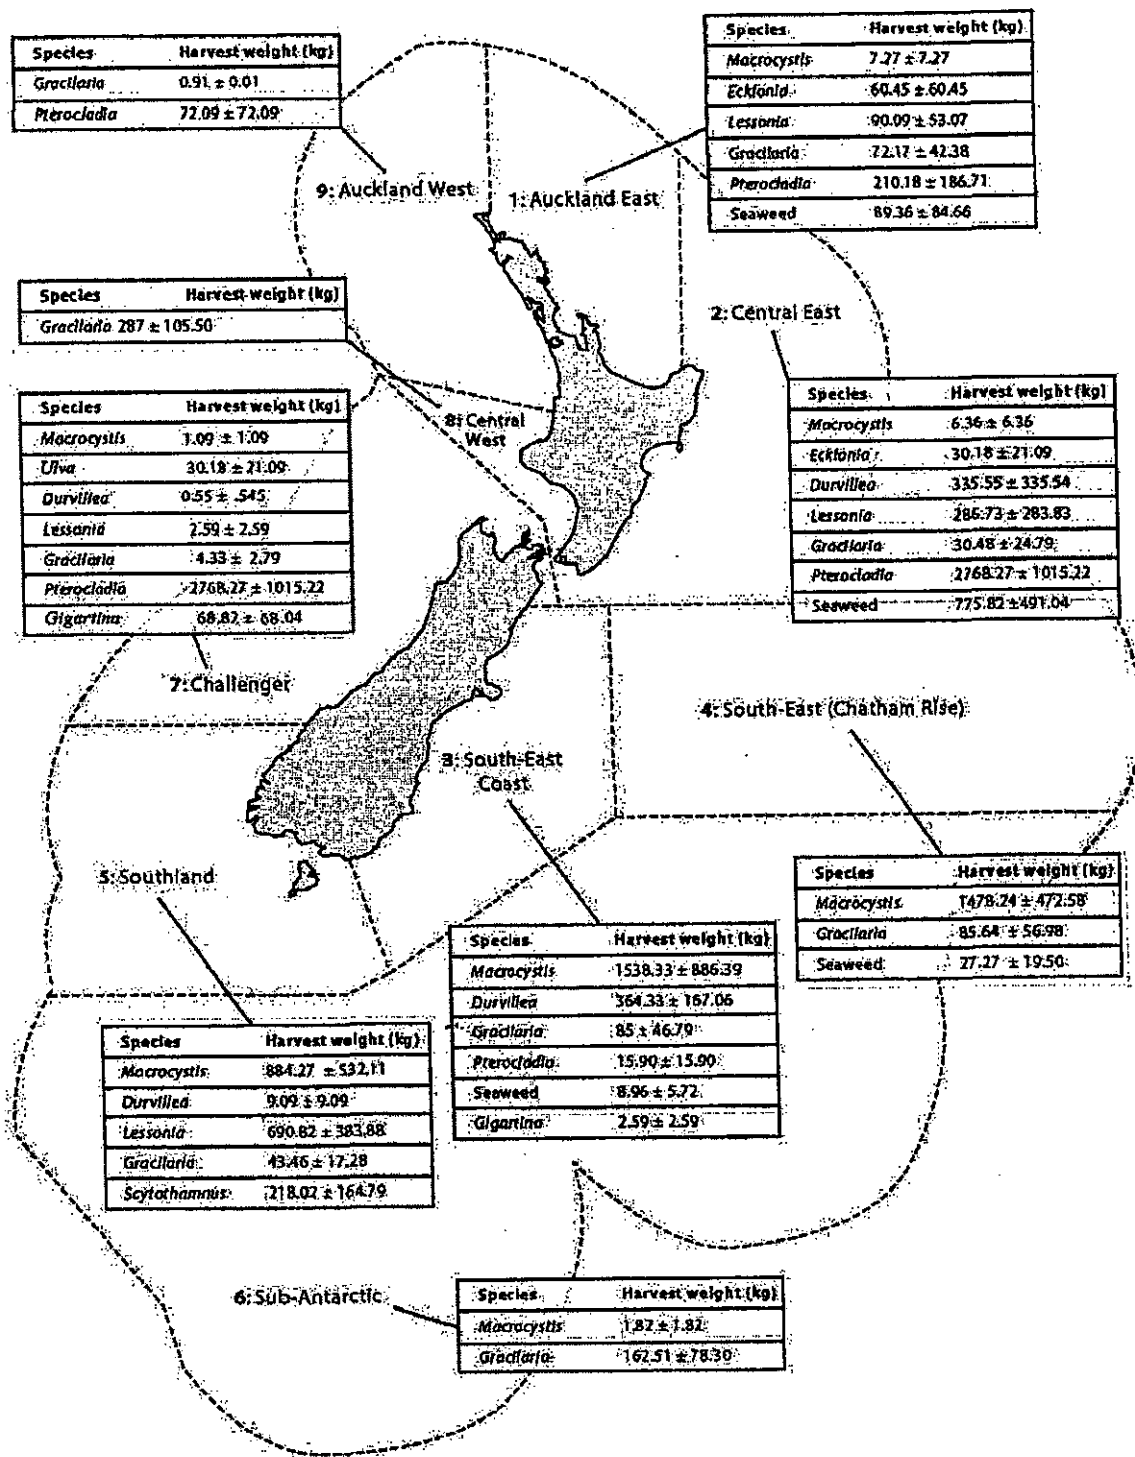 Species Harvest weight (kg)
Gracilaria 0.91 ± 0.01
Pterocladia 72.09 ± 72.09
Species Harvest weight (kg)
Macrocystis 7.27 ± 7.27
Ecklonia 60.45 ± 60.45
Lessonia 90.09 ± 53.07
Gracilaria 72.17 ± 42.38
Pterocladia 210.18 ± 186.71
Seaweed 89.36 ± 84.66
9: Auckland West
1: Auckland East
Species Harvest weight (kg)
Gracilaria 287 ± 105.50
2: Central East
8: Central
West
Species Harvest weight (kg)
Macrocystis 1.09 ± 1.09
Ulva 30.18 ± 21.09
Durvillea 0.55 ± .545
Lessonia 2.59 ± 2.59
Gracilaria 4.33 ± 2.79
Pterocladia 2768.27 ± 1015.22
Gigartina 68.82 ± 68.04
Species Harvest weight (kg)
Macrocystis 6.36 ± 6.36
Ecklonia 30.18 ± 21.09
Durvillea 335.55 ± 335.54
Lessonia 286.73 ± 283.83
Gracilaria 30.48 ± 24.79
Pterocladia 2768.27 ± 1015.22
Seaweed 775.82 ± 491.04
7: Challenger
4: South-East (Chatham Rise)
3: South-East
Coast
5: Southland
Species Harvest weight (kg)
Macrocystis 1478.24 ± 472.58
Gracilaria 85.64 ± 56.98
Seaweed 27.27 ± 19.50
Species Harvest weight (kg)
Macrocystis 1538.33 ± 886.39
Durvillea 364.33 ± 167.06
Gracilaria 85 ± 46.79
Pterocladia 15.90 ± 15.90
Seaweed 8.96 ± 5.72
Gigartina 2.59 ± 2.59
Species Harvest weight (kg)
Macrocystis 884.27 ± 532.11
Durvillea 9.09 ± 9.09
Lessonia 690.82 ± 383.88
Gracilaria 43.46 ± 17.28
Scytothamnus 218.02 ± 164.79
6: Sub-Antarctic
Species Harvest weight (kg)
Macrocystis 1.82 ± 1.82
Gracilaria 162.51 ± 78.30